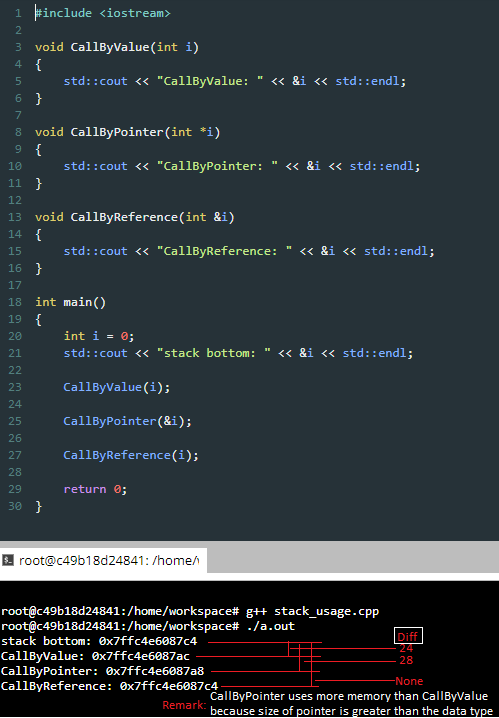 1 #include <iostream>
2
3 void CallByValue(int i)
4 {
5 std::cout << "CallByValue: " << &i << std::endl;
6 }
7
8 void CallByPointer(int *i)
9 {
10 std::cout << "CallByPointer: " << &i << std::endl;
11 }
12
13 void CallByReference(int &i)
14 {
15 std::cout << "CallByReference: " << &i << std::endl;
16 }
17
18 int main()
19 {
20 int i = 0;
21 std::cout << "stack bottom: " << &i << std::endl;
22
23 CallByValue(i);
24
25 CallByPointer(&i);
26
27 CallByReference(i);
28
29 return 0;
30 }
root@c49b18d24841: /home/
root@c49b18d24841:/home/workspace# g++ stack_usage.cpp
root@c49b18d24841:/home/workspace# ./a.out
stack bottom: 0x7ffc4e6087c4 Diff
CallByValue: 0x7ffc4e6087ac 24
CallByPointer: 0x7ffc4e6087a8 28
CallByReference: 0x7ffc4e6087c4 None
Remark: CallByPointer uses more memory than CallByValue
because size of pointer is greater than the data type